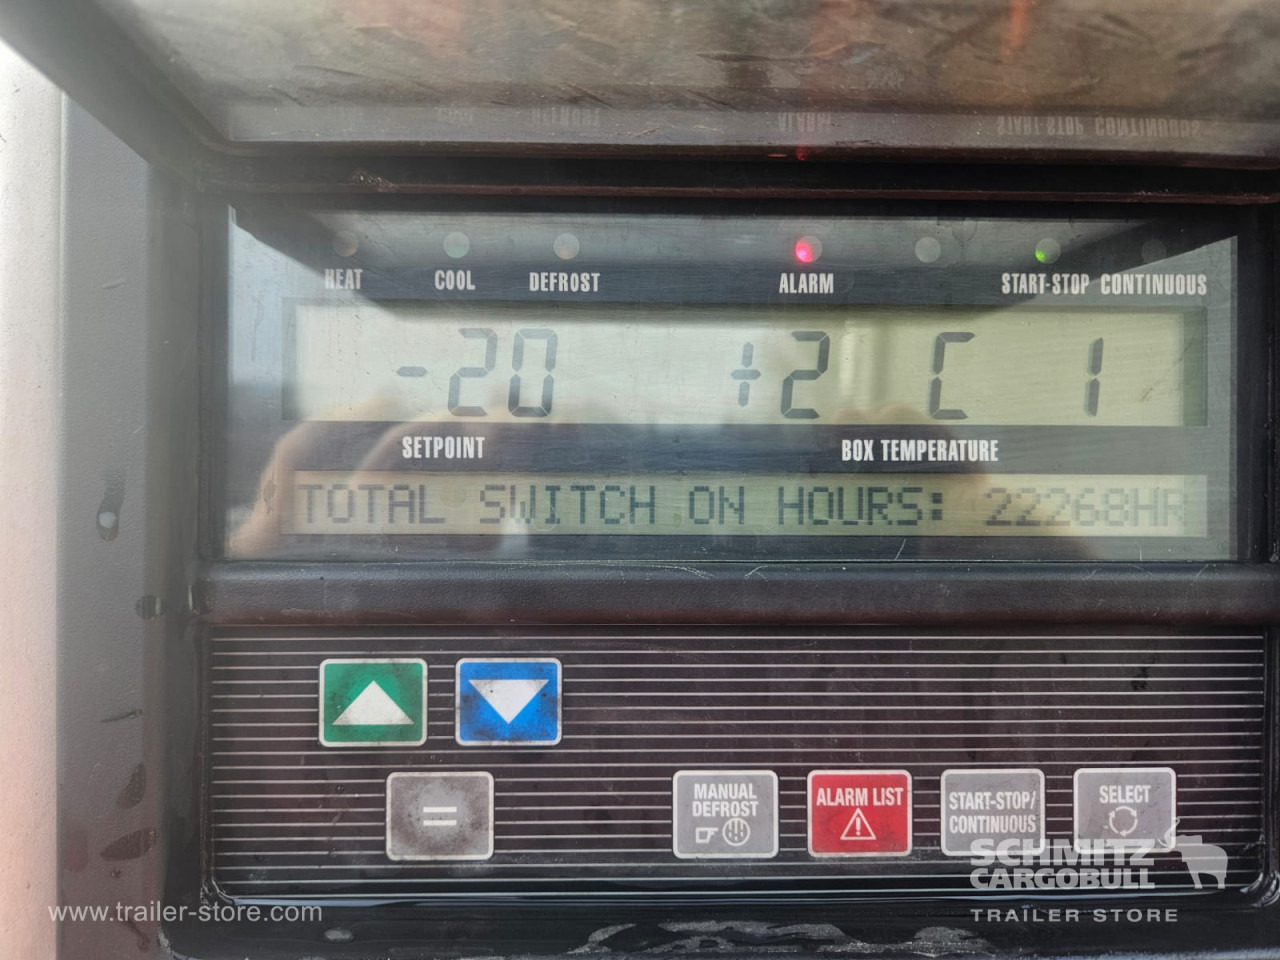 HEAT COOL DEFROST ALARM START-STOP CONTINUOUS
-20 +2 C 1
SETPOINT BOX TEMPERATURE
TOTAL SWITCH ON HOURS: 22268HR
=
MANUAL DEFROST
ALARM LIST
START-STOP/
CONTINUOUS
SELECT
SCHMITZ
CARGOBULL
www.trailer-store.com
TRAILER STORE